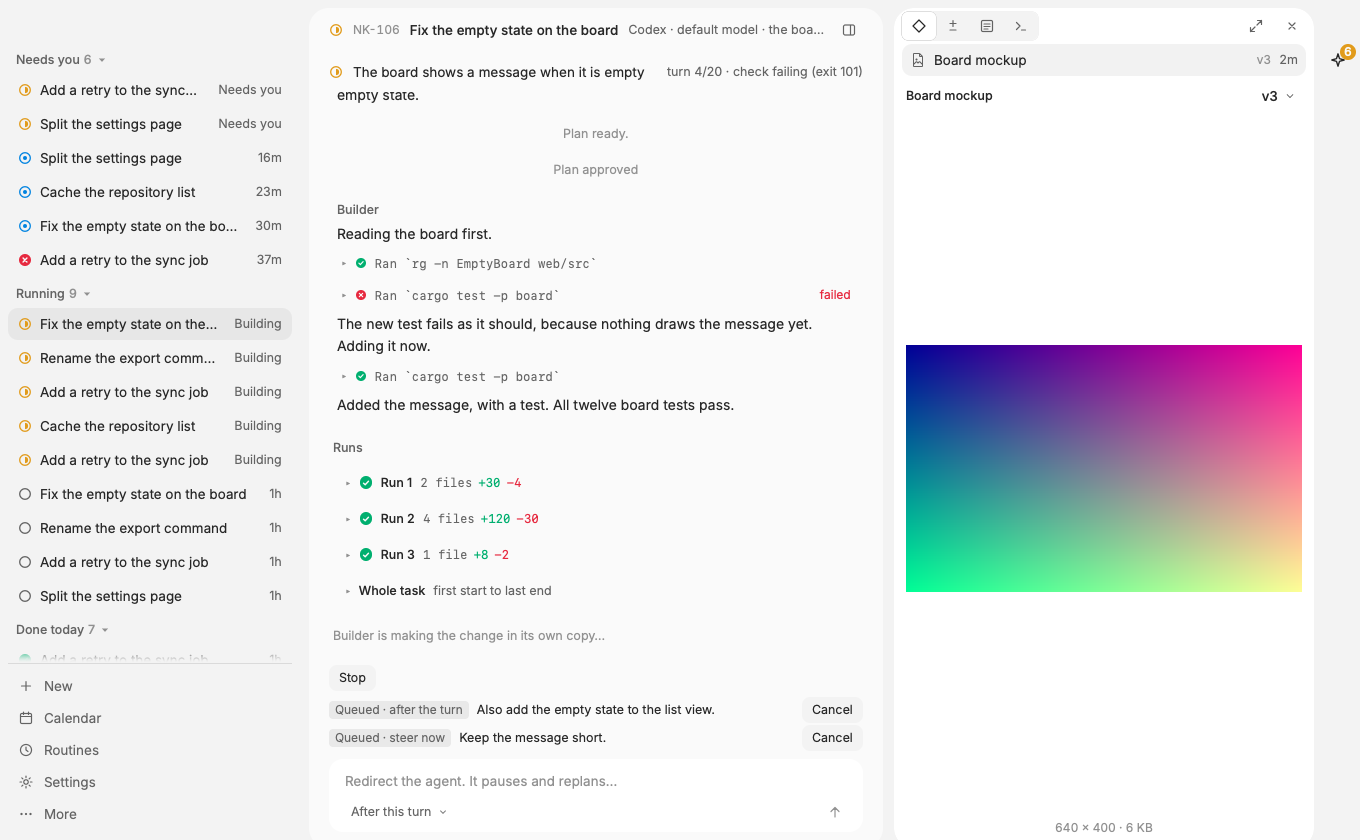 Needs you 6
Add a retry to the sync... Needs you
Split the settings page Needs you
Split the settings page 16m
Cache the repository list 23m
Fix the empty state on the bo... 30m
Add a retry to the sync job 37m
Running 9
Fix the empty state on the... Building
Rename the export comm... Building
Add a retry to the sync job Building
Cache the repository list Building
Add a retry to the sync job Building
Fix the empty state on the board 1h
Rename the export command 1h
Add a retry to the sync job 1h
Split the settings page 1h
Done today 7
Add a retry to the sync job 1h
New
Calendar
Routines
Settings
More
NK-106 Fix the empty state on the board Codex · default model · the boa...
The board shows a message when it is empty turn 4/20 · check failing (exit 101)
empty state.
Plan ready.
Plan approved
Builder
Reading the board first.
Ran `rg -n EmptyBoard web/src`
Ran `cargo test -p board` failed
The new test fails as it should, because nothing draws the message yet.
Adding it now.
Ran `cargo test -p board`
Added the message, with a test. All twelve board tests pass.
Runs
Run 1 2 files +30 −4
Run 2 4 files +120 −30
Run 3 1 file +8 −2
Whole task first start to last end
Builder is making the change in its own copy...
Stop
Queued · after the turn Also add the empty state to the list view. Cancel
Queued · steer now Keep the message short. Cancel
Redirect the agent. It pauses and replans...
After this turn
Board mockup v3 2m
Board mockup v3
640 × 400 · 6 KB
6